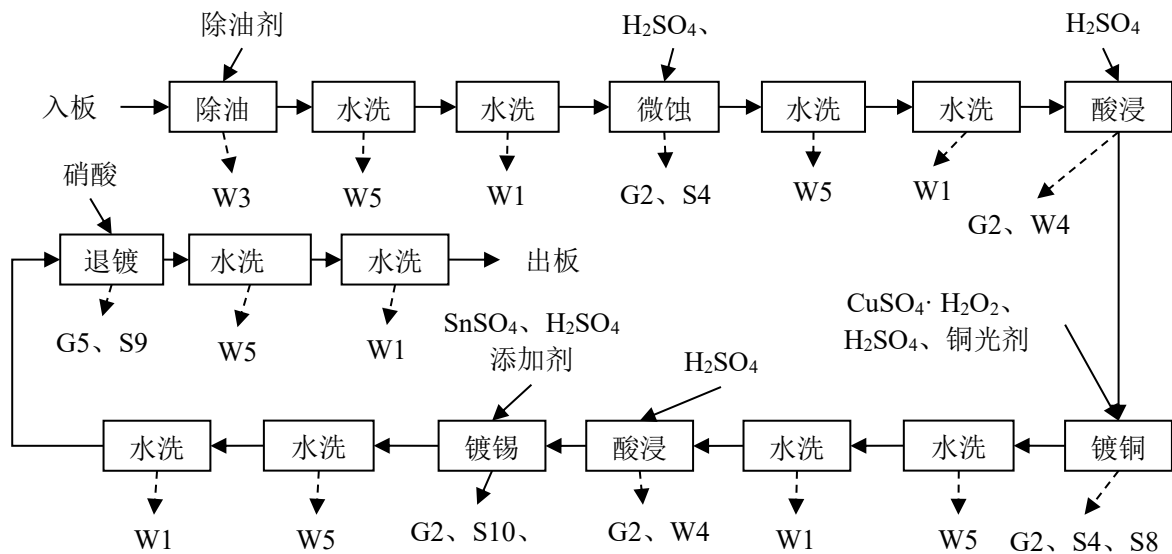 除油剂
H₂SO₄、
H₂SO₄
入板
除油
水洗
水洗
微蚀
水洗
水洗
酸浸
W3
W5
W1
G2、S4
W5
W1
G2、W4
硝酸
退镀
水洗
水洗
出板
G5、S9
W5
W1
SnSO₄、H₂SO₄
添加剂
H₂SO₄
CuSO₄· H₂O₂、
H₂SO₄、铜光剂
水洗
水洗
镀锡
酸浸
水洗
水洗
镀铜
W1
W5
G2、S10、
G2、W4
W1
W5
G2、S4、S8